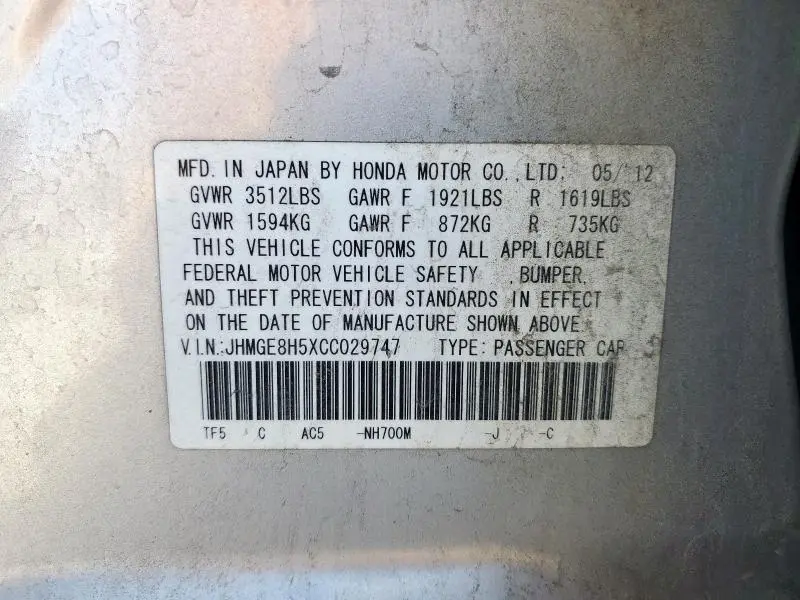 MFD. IN JAPAN BY HONDA MOTOR CO., LTD: 05/'12
GVWR 3512LBS GAWR F 1921LBS R 1619LBS
GVWR 1594KG GAWR F 872KG R 735KG
THIS VEHICLE CONFORMS TO ALL APPLICABLE
FEDERAL MOTOR VEHICLE SAFETY , BUMPER,
AND THEFT PREVENTION STANDARDS IN EFFECT
ON THE DATE OF MANUFACTURE SHOWN ABOVE
V.I.N.:JHMGE8H5XCC029747 TYPE: PASSENGER CAR
TF5 C AC5 -NH700M -J -C